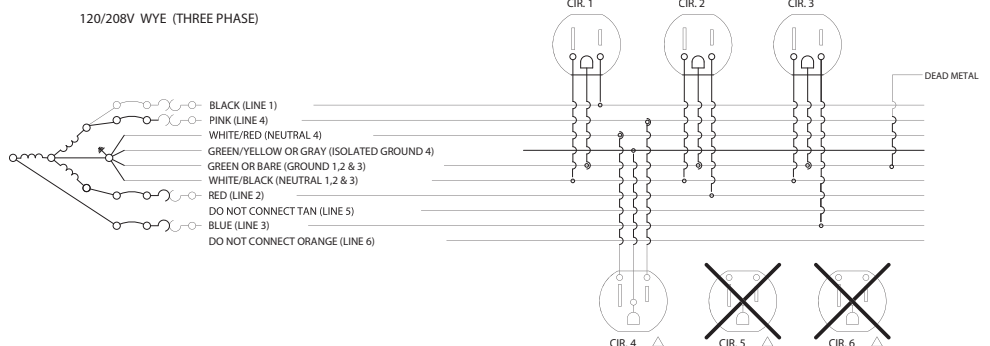 CIR. 1
CIR. 2
CIR. 3
120/208V WYE (THREE PHASE)
DEAD METAL
BLACK (LINE 1)
PINK (LINE 4)
WHITE/RED (NEUTRAL 4)
GREEN/YELLOW OR GRAY (ISOLATED GROUND 4)
GREEN OR BARE (GROUND 1,2 & 3)
WHITE/BLACK (NEUTRAL 1,2 & 3)
RED (LINE 2)
DO NOT CONNECT TAN (LINE 5)
BLUE (LINE 3)
DO NOT CONNECT ORANGE (LINE 6)
CIR. 4
CIR. 5
CIR. 6